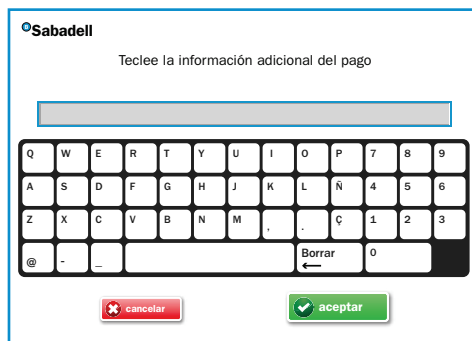 Sabadell
Teclee la información adicional del pago
Q W E R T Y U I O P 7 8 9
A S D F G H J K L Ñ 4 5 6
Z X C V B N M , . Ç 1 2 3
@ - _ Borrar 0
←
cancelar aceptar